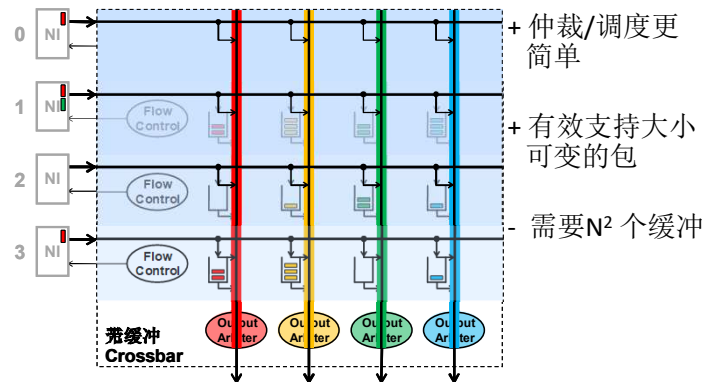 0 NI
1 NI
2 NI
3 NI
Flow
Control
Flow
Control
Flow
Control
Output
Arbiter
Output
Arbiter
Output
Arbiter
Output
Arbiter
缓冲
Crossbar
+ 仲裁/调度更
简单
+ 有效支持大小
可变的包
- 需要N² 个缓冲